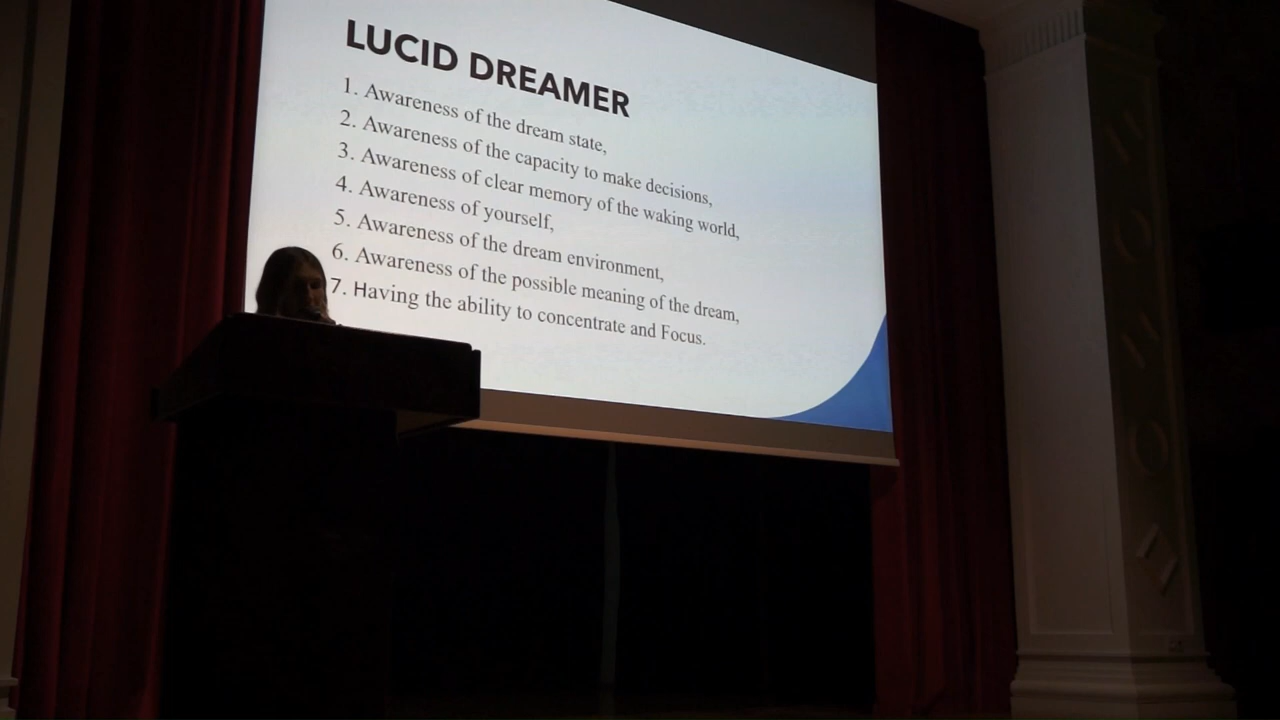 LUCID DREAMER
1. Awareness of the dream state,
2. Awareness of the capacity to make decisions,
3. Awareness of clear memory of the waking world,
4. Awareness of yourself,
5. Awareness of the dream environment,
6. Awareness of the possible meaning of the dream,
7. Having the ability to concentrate and Focus.